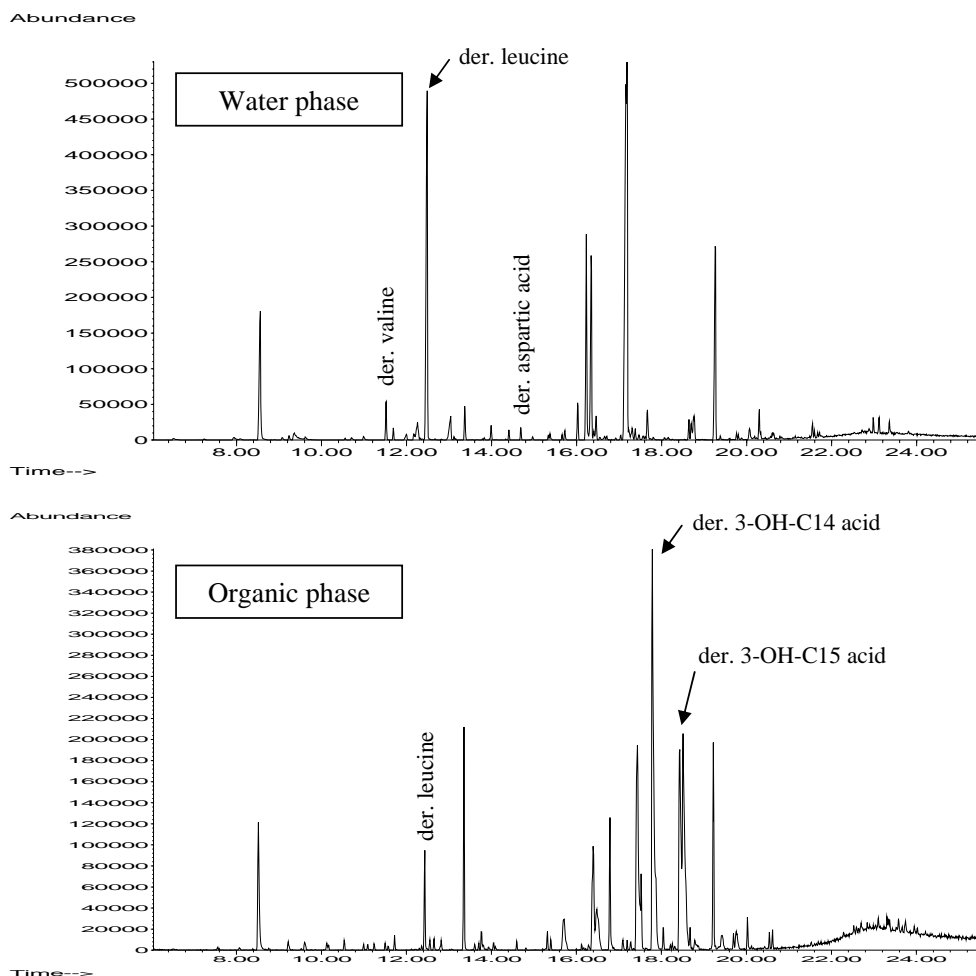 Abundance
der. leucine
500000
Water phase
450000
400000
350000
300000
250000
200000
150000
100000
50000
0
der. valine
der. aspartic acid
8.00 10.00 12.00 14.00 16.00 18.00 20.00 22.00 24.00
Time-->
Abundance
der. 3-OH-C14 acid
380000
360000
340000
Organic phase
320000
300000
280000
der. 3-OH-C15 acid
260000
240000
220000
200000
180000
160000
140000
120000
100000
80000
60000
40000
20000
0
der. leucine
8.00 10.00 12.00 14.00 16.00 18.00 20.00 22.00 24.00
Time-->